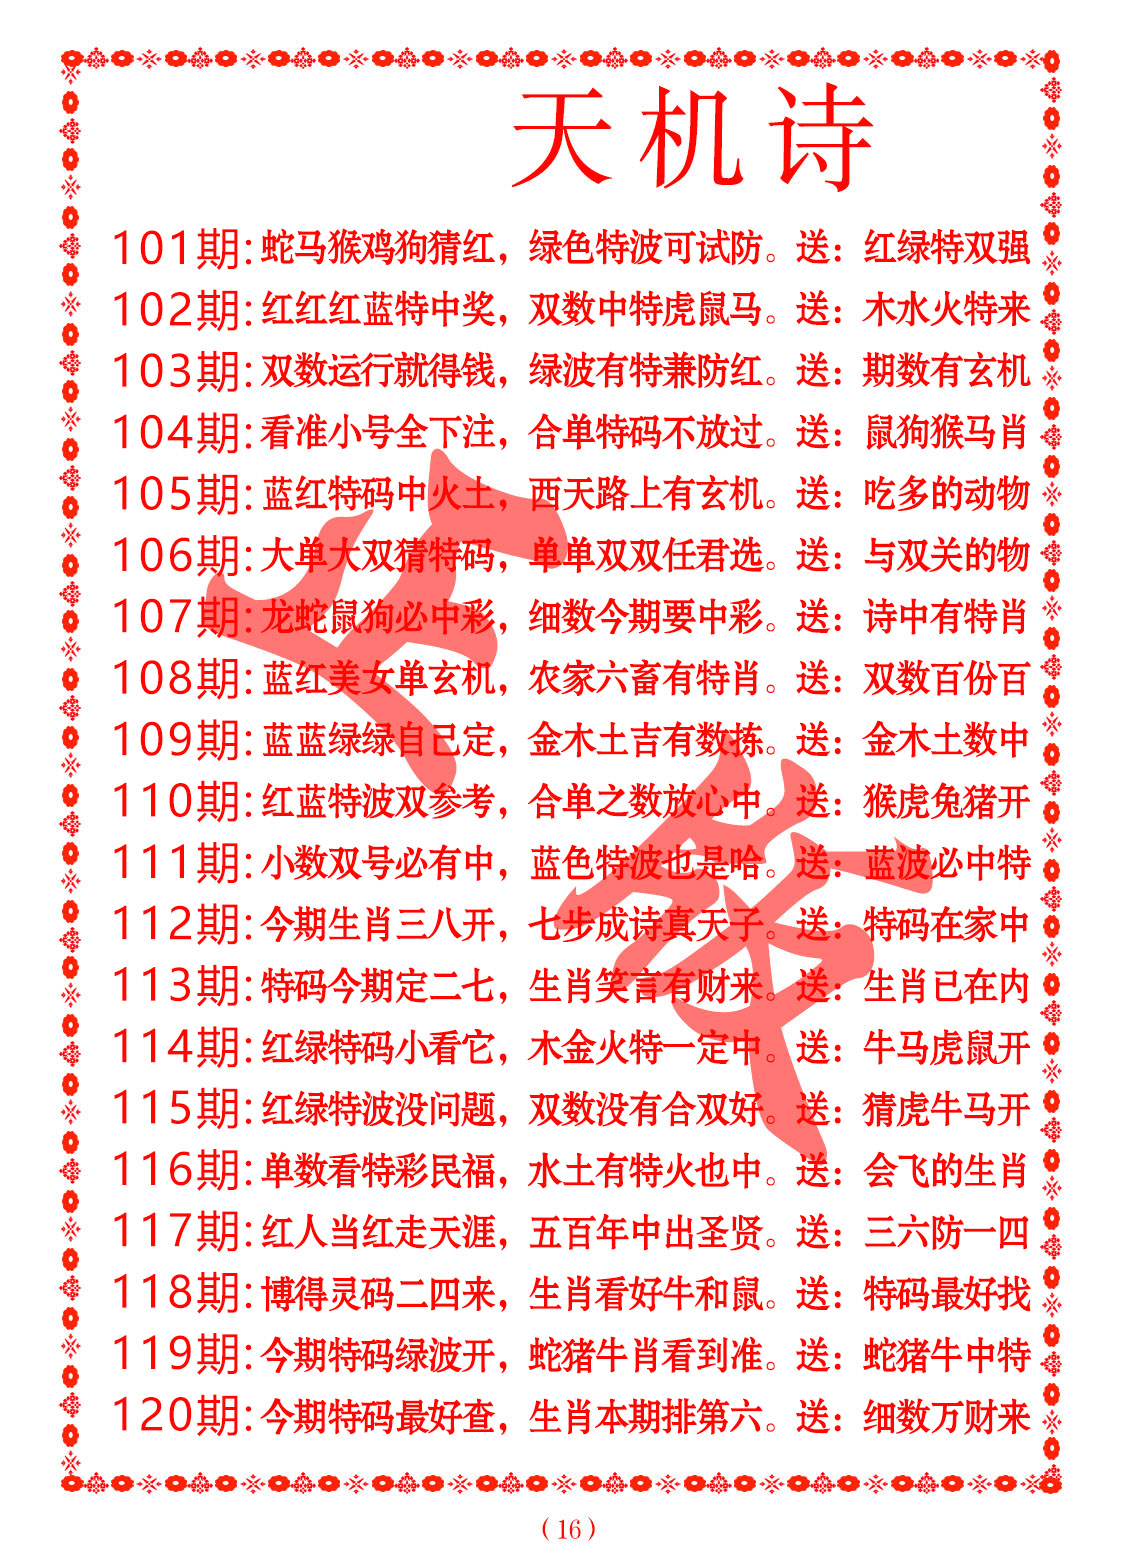 天机诗
101期:蛇马猴鸡狗猜红，绿色特波可试防。送：红绿特双强
102期:红红红蓝特中奖，双数中特虎鼠马。送：木水火特来
103期:双数运行就得钱，绿波有特兼防红。送：期数有玄机
104期:看准小号全下注，合单特码不放过。送：鼠狗猴马肖
105期:蓝红特码中火土，西天路上有玄机。送：吃多的动物
106期:大单大双猜特码，单单双双任君选。送：与双关的物
107期:龙蛇鼠狗必中彩，细数今期要中彩。送：诗中有特肖
108期:蓝红美女单玄机，农家六畜有特肖。送：双数百份百
109期:蓝蓝绿绿自已定，金木土吉有数拣。送：金木土数中
110期:红蓝特波双参考，合单之数放心中。送：猴虎兔猪开
111期:小数双号必有中，蓝色特波也是哈。送：蓝波必中特
112期:今期生肖三八开，七步成诗真天子。送：特码在家中
113期:特码今期定二七，生肖笑言有财来。送：生肖已在内
114期:红绿特码小看它，木金火特一定中。送：牛马虎鼠开
115期:红绿特波没问题，双数没有合双好。送：猜虎牛马开
116期:单数看特彩民福，水土有特火也中。送：会飞的生肖
117期:红人当红走天涯，五百年中出圣贤。送：三六防一四
118期:博得灵码二四来，生肖看好牛和鼠。送：特码最好找
119期:今期特码绿波开，蛇猪牛肖看到准。送：蛇猪牛中特
120期:今期特码最好查，生肖本期排第六。送：细数万财来
（16）